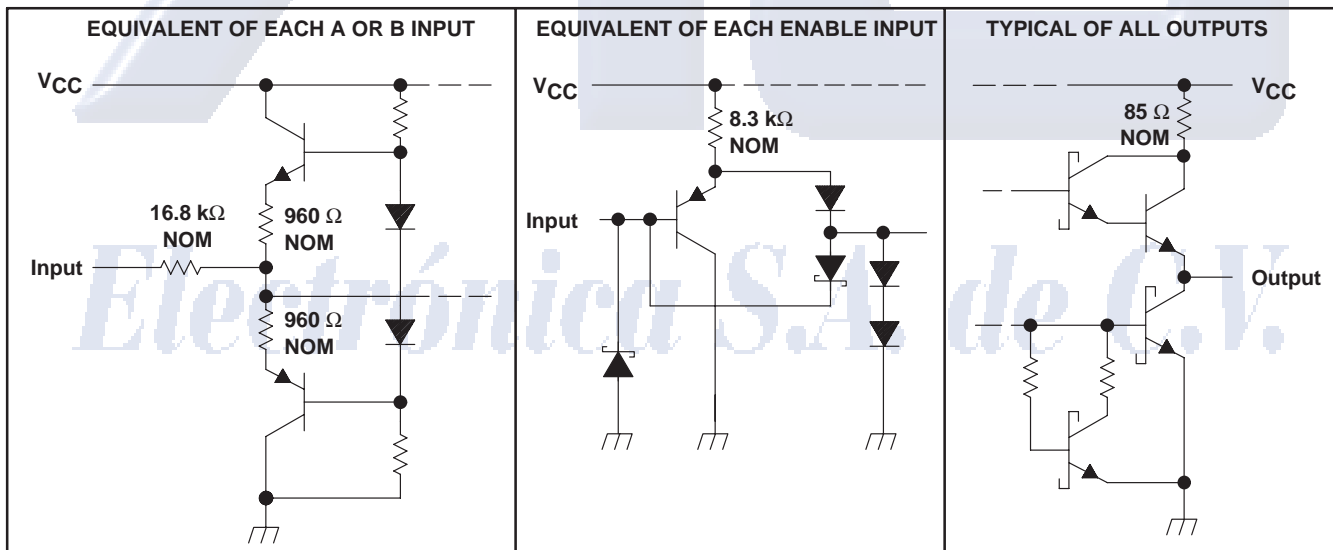 EQUIVALENT OF EACH A OR B INPUT
VCC
16.8 kΩ
NOM
960 Ω
NOM
Input
960 Ω
NOM
EQUIVALENT OF EACH ENABLE INPUT
VCC
8.3 kΩ
NOM
Input
TYPICAL OF ALL OUTPUTS
VCC
85 Ω
NOM
Output
Electrónica S.A. de C.V.